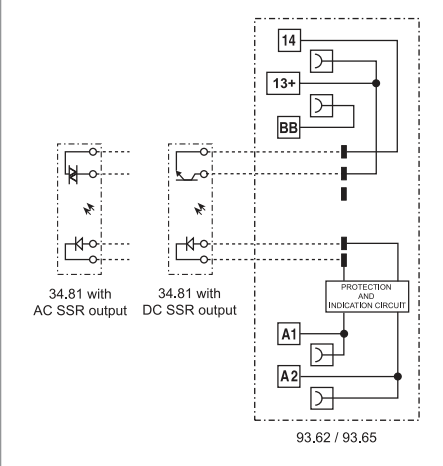 14
13+
BB
PROTECTION
AND
INDICATION CIRCUIT
34.81 with
AC SSR output
34.81 with
DC SSR output
A1
A2
93.62 / 93.65